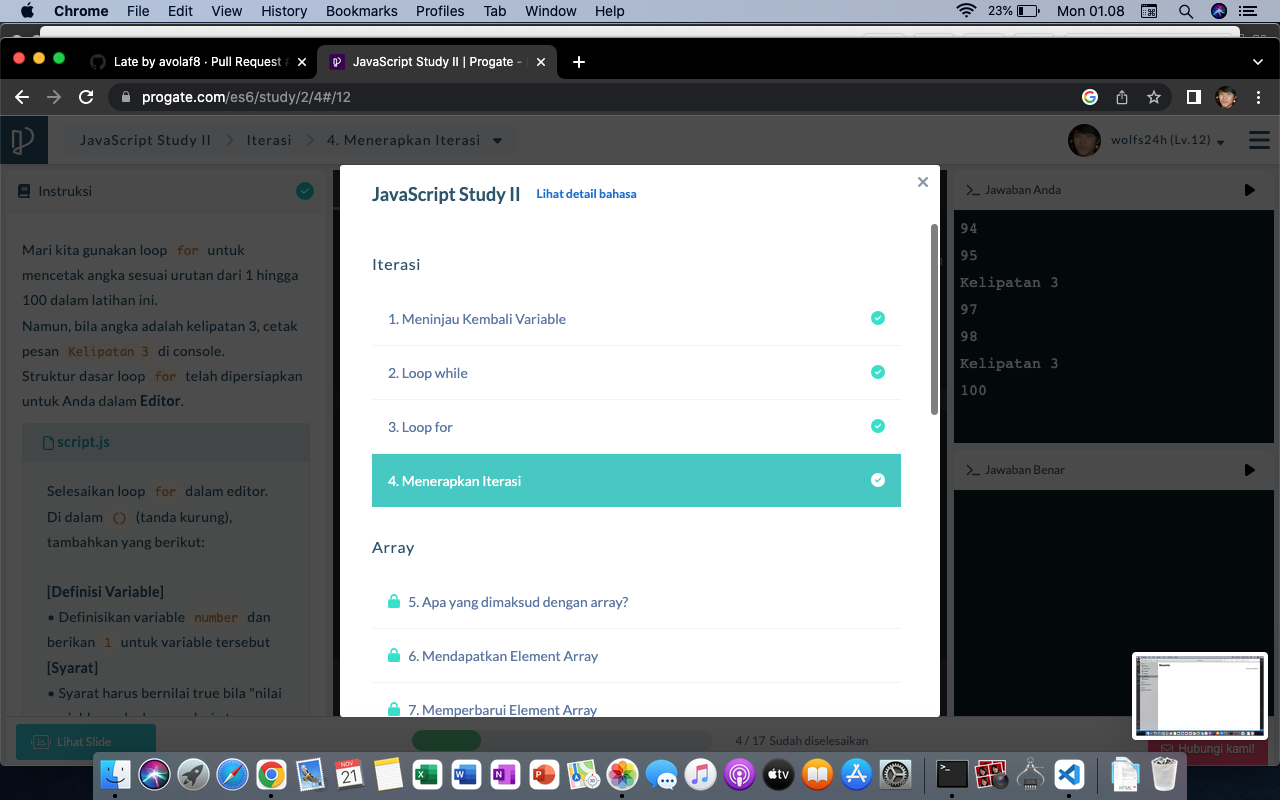 Chrome File Edit View History Bookmarks Profiles Tab Window Help 23% Mon 01.08
Late by avolaf8 · Pull Request
JavaScript Study II | Progate -
progate.com/es6/study/2/4#/12
JavaScript Study II Iterasi 4. Menerapkan Iterasi wolfs24h (Lv.12)
Instruksi
Mari kita gunakan loop for untuk
mencetak angka sesuai urutan dari 1 hingga
100 dalam latihan ini.
Namun, bila angka adalah kelipatan 3, cetak
pesan Kelipatan 3 di console.
Struktur dasar loop for telah dipersiapkan
untuk Anda dalam Editor.
script.js
Selesaikan loop for dalam editor.
Di dalam () (tanda kurung),
tambahkan yang berikut:
[Definisi Variable]
• Definisikan variable number dan
berikan 1 untuk variable tersebut
[Syarat]
• Syarat harus bernilai true bila "nilai
Lihat Slide
JavaScript Study II Lihat detail bahasa
Iterasi
1. Meninjau Kembali Variable
2. Loop while
3. Loop for
4. Menerapkan Iterasi
Array
5. Apa yang dimaksud dengan array?
6. Mendapatkan Element Array
7. Memperbarui Element Array
4 / 17 Sudah diselesaikan
Jawaban Anda
94
95
Kelipatan 3
97
98
Kelipatan 3
100
Jawaban Benar
Hubungi kami!
NOV
21
tv
HTML